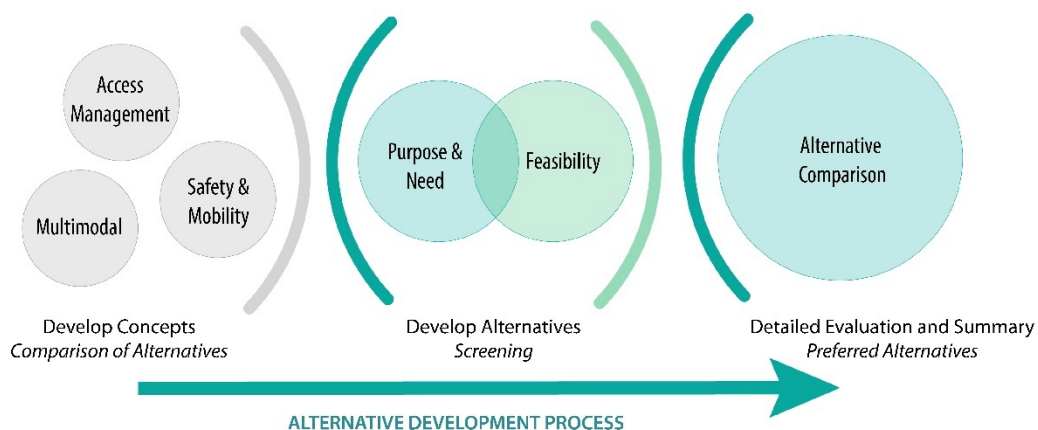 Access
Management
Multimodal
Safety &
Mobility
Develop Concepts
Comparison of Alternatives
Purpose &
Need
Feasibility
Develop Alternatives
Screening
Alternative
Comparison
Detailed Evaluation and Summary
Preferred Alternatives
ALTERNATIVE DEVELOPMENT PROCESS